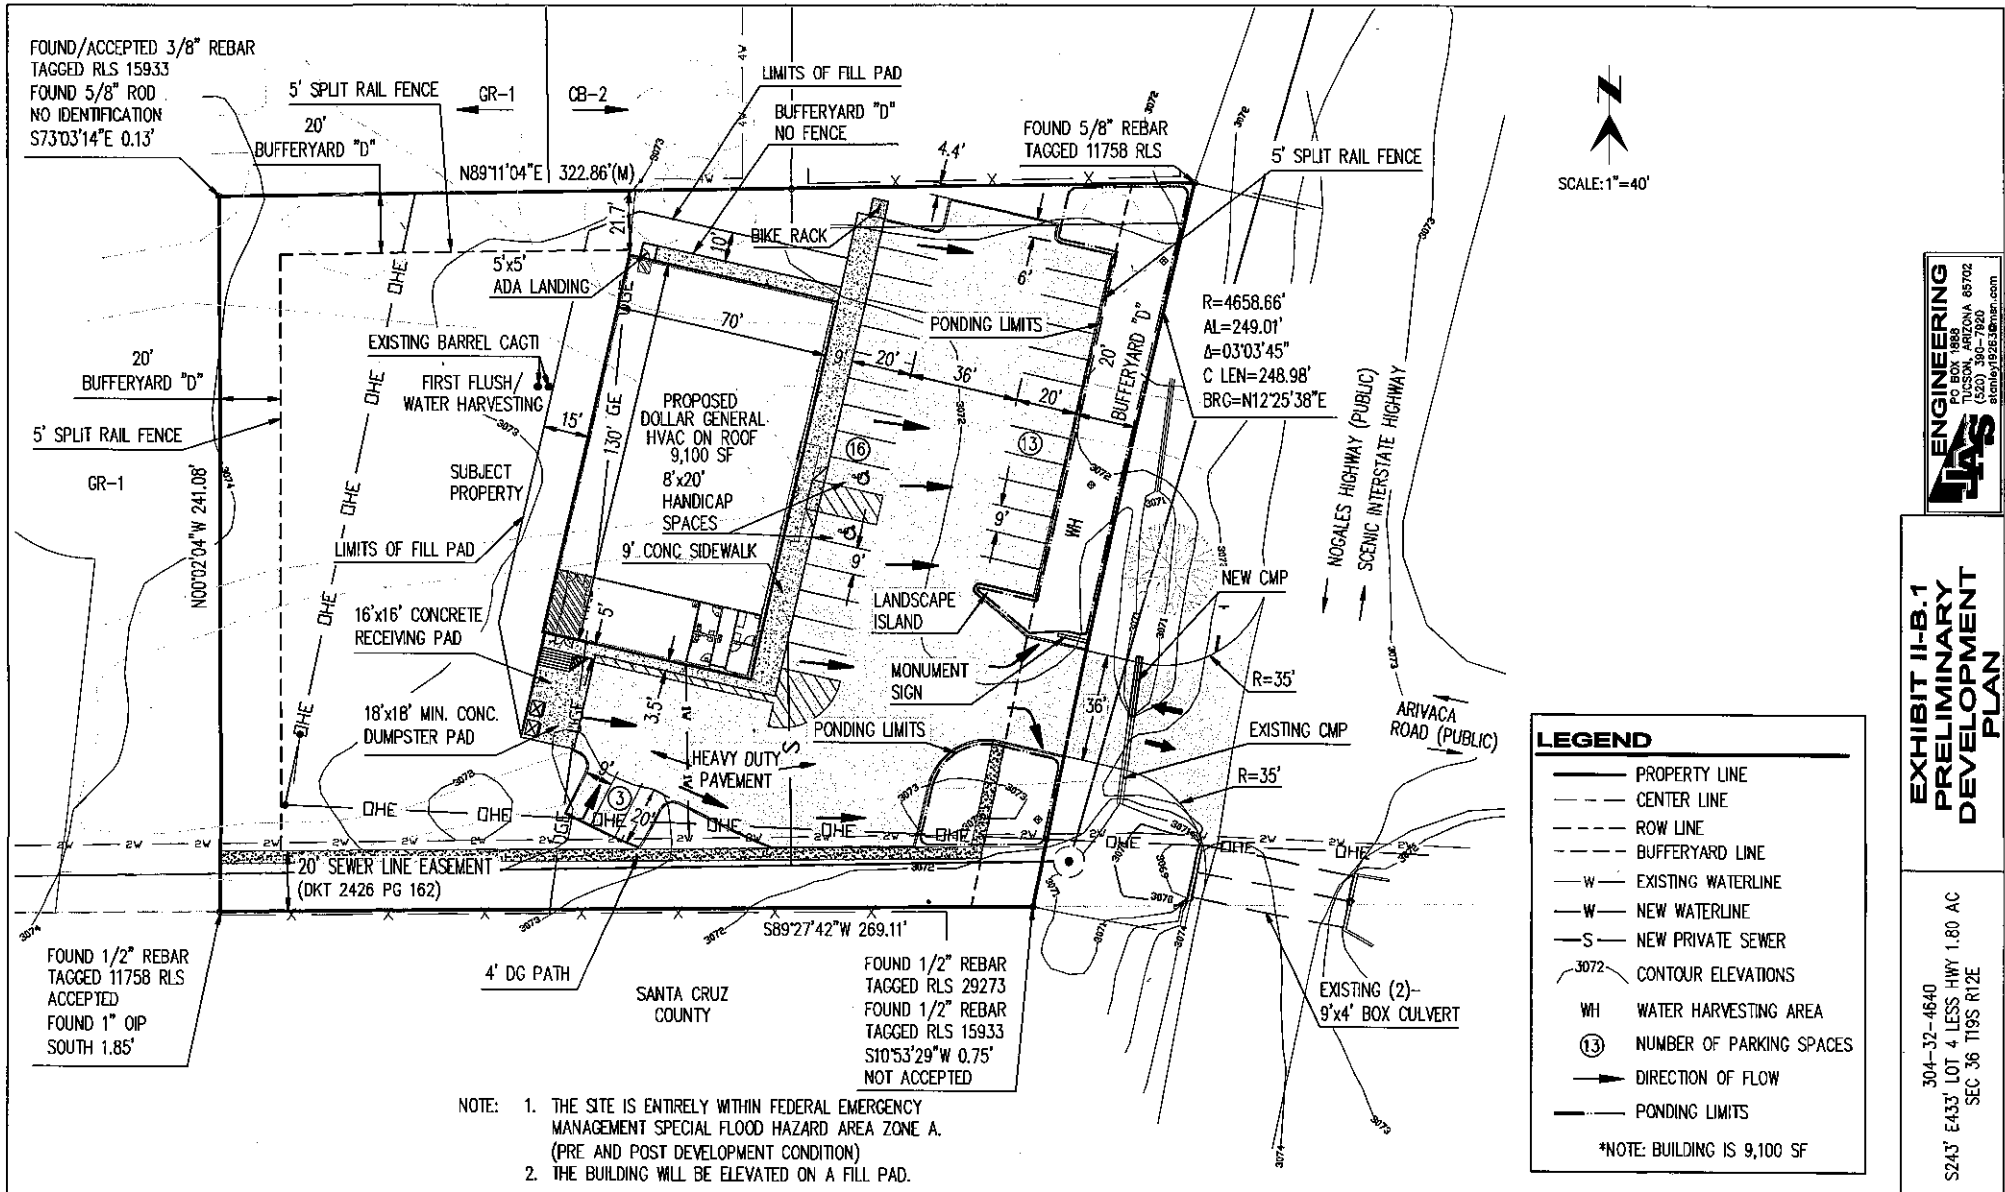 FOUND/ACCEPTED 3/8" REBAR
TAGGED RLS 15933
FOUND 5/8" ROD
NO IDENTIFICATION
S73°03'14"E 0.13'
5' SPLIT RAIL FENCE
20'
BUFFERYARD "D"
GR-1
CB-2
LIMITS OF FILL PAD
BUFFERYARD "D"
NO FENCE
N89°11'04"E 322.86'(M)
FOUND 5/8" REBAR
TAGGED 11758 RLS
4.4'
5' SPLIT RAIL FENCE
SCALE:1"=40'
21.7'
10'
BIKE RACK
5'x5'
ADA LANDING
6'
70'
PONDING LIMITS
R=4658.66'
AL=249.01'
Δ=03°03'45"
C LEN=248.98'
BRG=N12°25'38"E
EXISTING BARREL CACTI
FIRST FLUSH/
WATER HARVESTING
20'
BUFFERYARD "D"
5' SPLIT RAIL FENCE
GR-1
15'
130'
GE
PROPOSED
DOLLAR GENERAL
HVAC ON ROOF
9,100 SF
8'x20'
HANDICAP
SPACES
9' CONC SIDEWALK
9'
20'
36'
20'
20'
BUFFERYARD "D"
16
13
9'
9'
WH
SUBJECT
PROPERTY
LIMITS OF FILL PAD
N00°02'04"W 241.08'
NOGALES HIGHWAY (PUBLIC)
SCENIC INTERSTATE HIGHWAY
NEW CMP
LANDSCAPE
ISLAND
16'x16' CONCRETE
RECEIVING PAD
5'
MONUMENT
SIGN
R=35'
36'
ARIVACA
ROAD (PUBLIC)
18'x18' MIN. CONC.
DUMPSTER PAD
3.5'
PONDING LIMITS
EXISTING CMP
HEAVY DUTY
PAVEMENT
R=35'
9'
3
20'
OHE
20' SEWER LINE EASEMENT
(DKT 2426 PG 162)
S89°27'42"W 269.11'
FOUND 1/2" REBAR
TAGGED 11758 RLS
ACCEPTED
FOUND 1" OIP
SOUTH 1.85'
4' DG PATH
SANTA CRUZ
COUNTY
FOUND 1/2" REBAR
TAGGED RLS 29273
FOUND 1/2" REBAR
TAGGED RLS 15933
S10°53'29"W 0.75'
NOT ACCEPTED
EXISTING (2)-
9'x4' BOX CULVERT
NOTE: 1. THE SITE IS ENTIRELY WITHIN FEDERAL EMERGENCY
MANAGEMENT SPECIAL FLOOD HAZARD AREA ZONE A.
(PRE AND POST DEVELOPMENT CONDITION)
2. THE BUILDING WILL BE ELEVATED ON A FILL PAD.
LEGEND
PROPERTY LINE
CENTER LINE
ROW LINE
BUFFERYARD LINE
W EXISTING WATERLINE
W NEW WATERLINE
S NEW PRIVATE SEWER
3072 CONTOUR ELEVATIONS
WH WATER HARVESTING AREA
13 NUMBER OF PARKING SPACES
DIRECTION OF FLOW
PONDING LIMITS
*NOTE: BUILDING IS 9,100 SF
JAS
ENGINEERING
PO BOX 1888
TUCSON, ARIZONA 85702
(520) 390-7920
EXHIBIT II-B.1
PRELIMINARY
DEVELOPMENT
PLAN
304-32-4640
S243' E433' LOT 4 LESS HWY 1.80 AC
SEC 36 T19S R12E